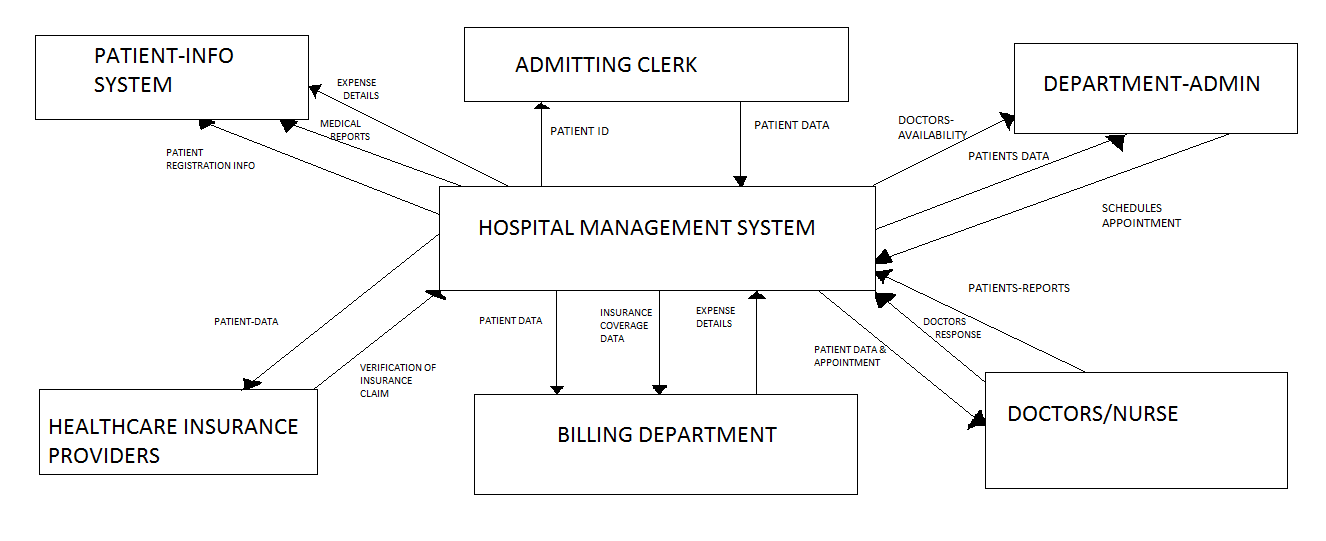 PATIENT-INFO
SYSTEM
EXPENSE
DETAILS
MEDICAL
REPORTS
PATIENT
REGISTRATION INFO
ADMITTING CLERK
PATIENT ID
PATIENT DATA
DEPARTMENT-ADMIN
DOCTORS-
AVAILABILITY
PATIENTS DATA
SCHEDULES
APPOINTMENT
HOSPITAL MANAGEMENT SYSTEM
PATIENT-DATA
VERIFICATION OF
INSURANCE
CLAIM
PATIENT DATA
INSURANCE
COVERAGE
DATA
EXPENSE
DETAILS
PATIENTS-REPORTS
DOCTORS
RESPONSE
PATIENT DATA &
APPOINTMENT
HEALTHCARE INSURANCE
PROVIDERS
BILLING DEPARTMENT
DOCTORS/NURSE